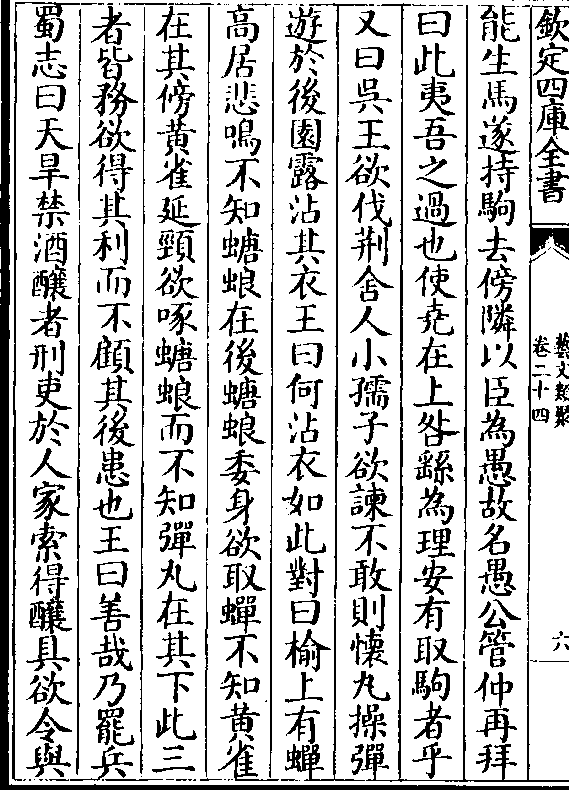 欽定四庫全書
藝文類聚
卷二十四
六
能生馬遂持駒去傍隣以臣為愚故名愚公管仲再拜
曰此夷吾之過也使堯在上咎繇為理安有取駒者乎
又曰吳王欲伐荆舍人小孺子欲諫不敢則懐丸操彈
遊於後園露沾其衣王曰何沾衣如此對曰榆上有蟬
高居悲鳴不知螗蜋在後螗蜋委身欲取蟬不知黄雀
在其傍黄雀延頸欲啄螗蜋而不知彈丸在其下此三
者皆務欲得其利而不顧其後患也王曰善哉乃罷兵
蜀志曰天旱禁酒釀者刑吏於人家索得釀具欲令與